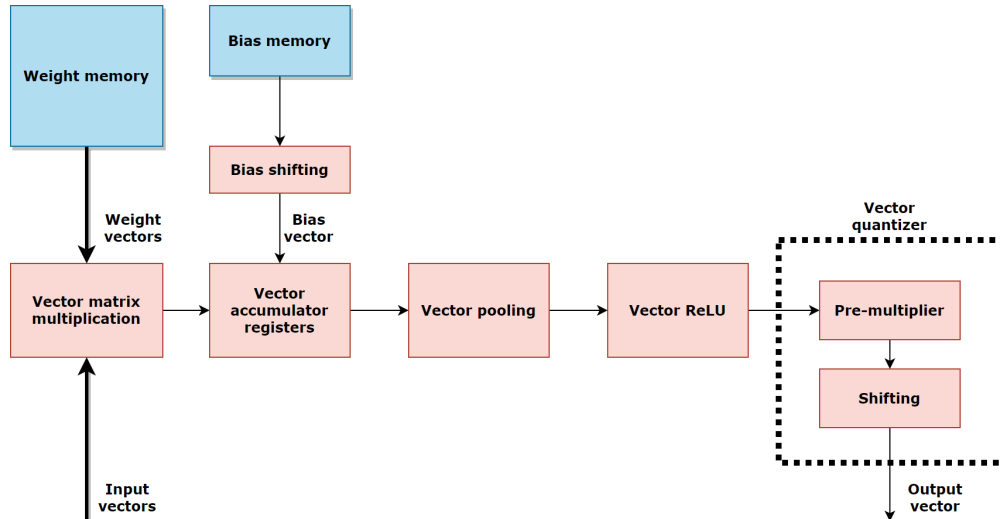 Weight memory
Bias memory
Bias shifting
Weight
vectors
Bias
vector
Vector
quantizer
Vector matrix
multiplication
Vector
accumulator
registers
Vector pooling
Vector ReLU
Pre-multiplier
Shifting
Input
vectors
Output
vector